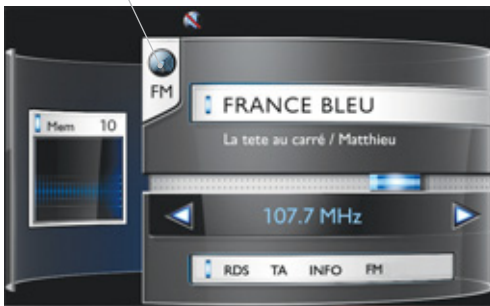 FM
FRANCE BLEU
Mem 10
La tete au carré / Matthieu
107.7 MHz
RDS TA INFO FM